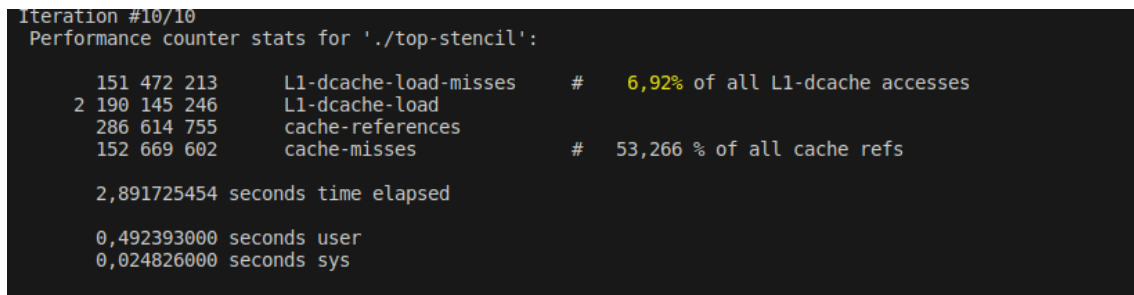 Iteration #10/10
Performance counter stats for './top-stencil':
151 472 213 L1-dcache-load-misses # 6,92% of all L1-dcache accesses
2 190 145 246 L1-dcache-load
286 614 755 cache-references
152 669 602 cache-misses # 53,266 % of all cache refs
2,891725454 seconds time elapsed
0,492393000 seconds user
0,024826000 seconds sys